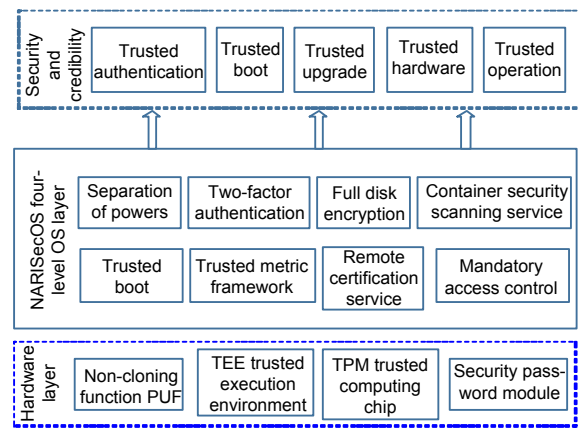 Security
and
credibility
Trusted
authentication
Trusted
boot
Trusted
upgrade
Trusted
hardware
Trusted
operation
NARISecOS four-
level OS layer
Separation
of powers
Two-factor
authentication
Full disk
encryption
Container security
scanning service
Trusted
boot
Trusted metric
framework
Remote
certification
service
Mandatory
access control
Hardware
layer
Non-cloning
function PUF
TEE trusted
execution
environment
TPM trusted
computing
chip
Security pass-
word module